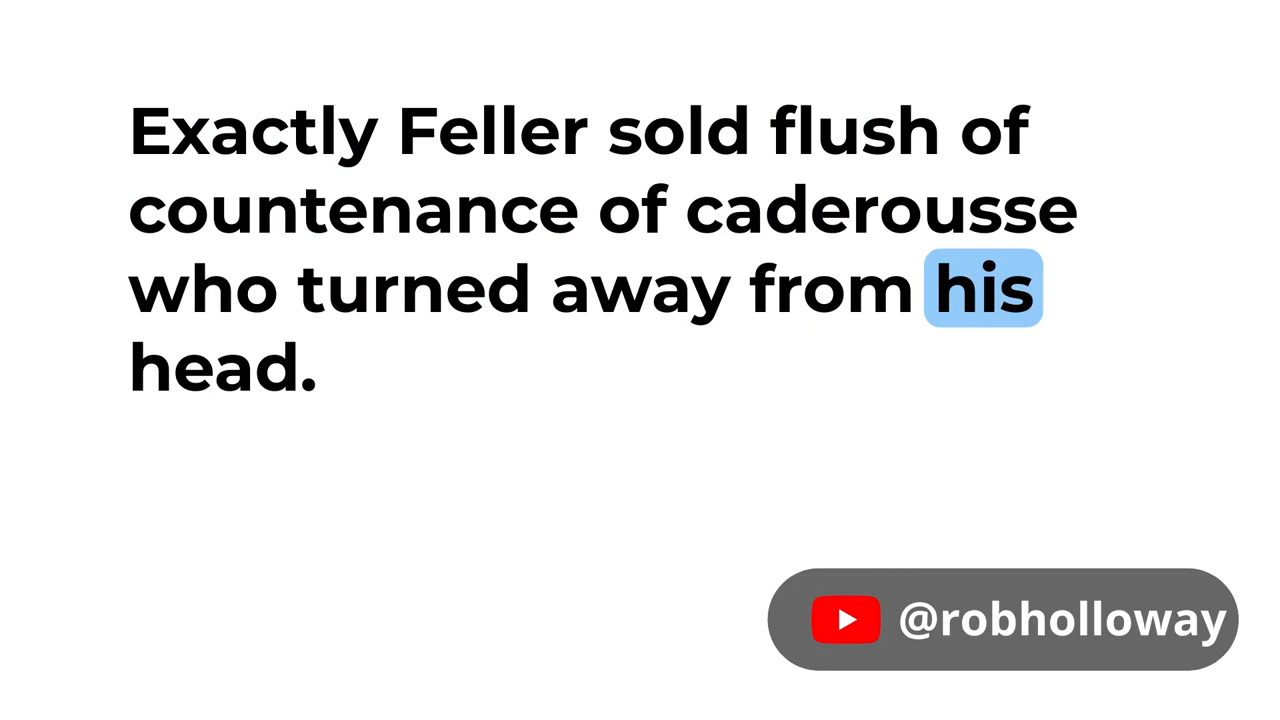 Exactly Feller sold flush of
countenance of caderousse
who turned away from his
head.
@robholloway